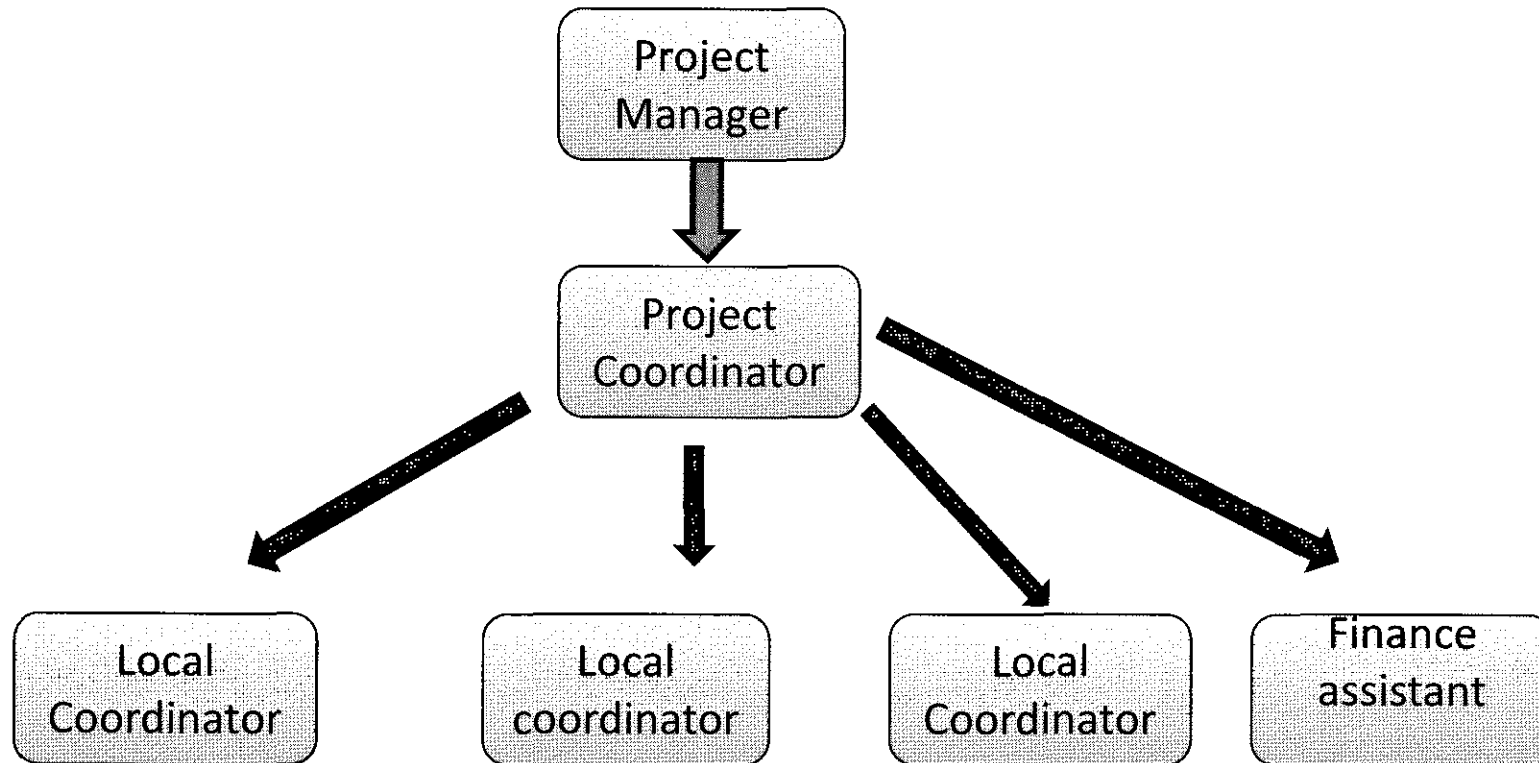 Project
Manager
Project
Coordinator
Local
Coordinator
Local
coordinator
Local
Coordinator
Finance
assistant